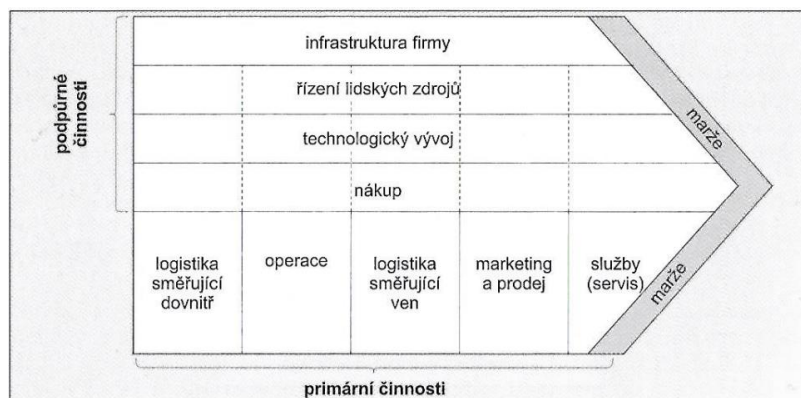 podpůrné
činnosti
infrastruktura firmy
řízení lidských zdrojů
technologický vývoj
nákup
logistika
směřující
dovnitř
operace
logistika
směřující
ven
marketing
a prodej
služby
(servis)
marže
marže
primární činnosti